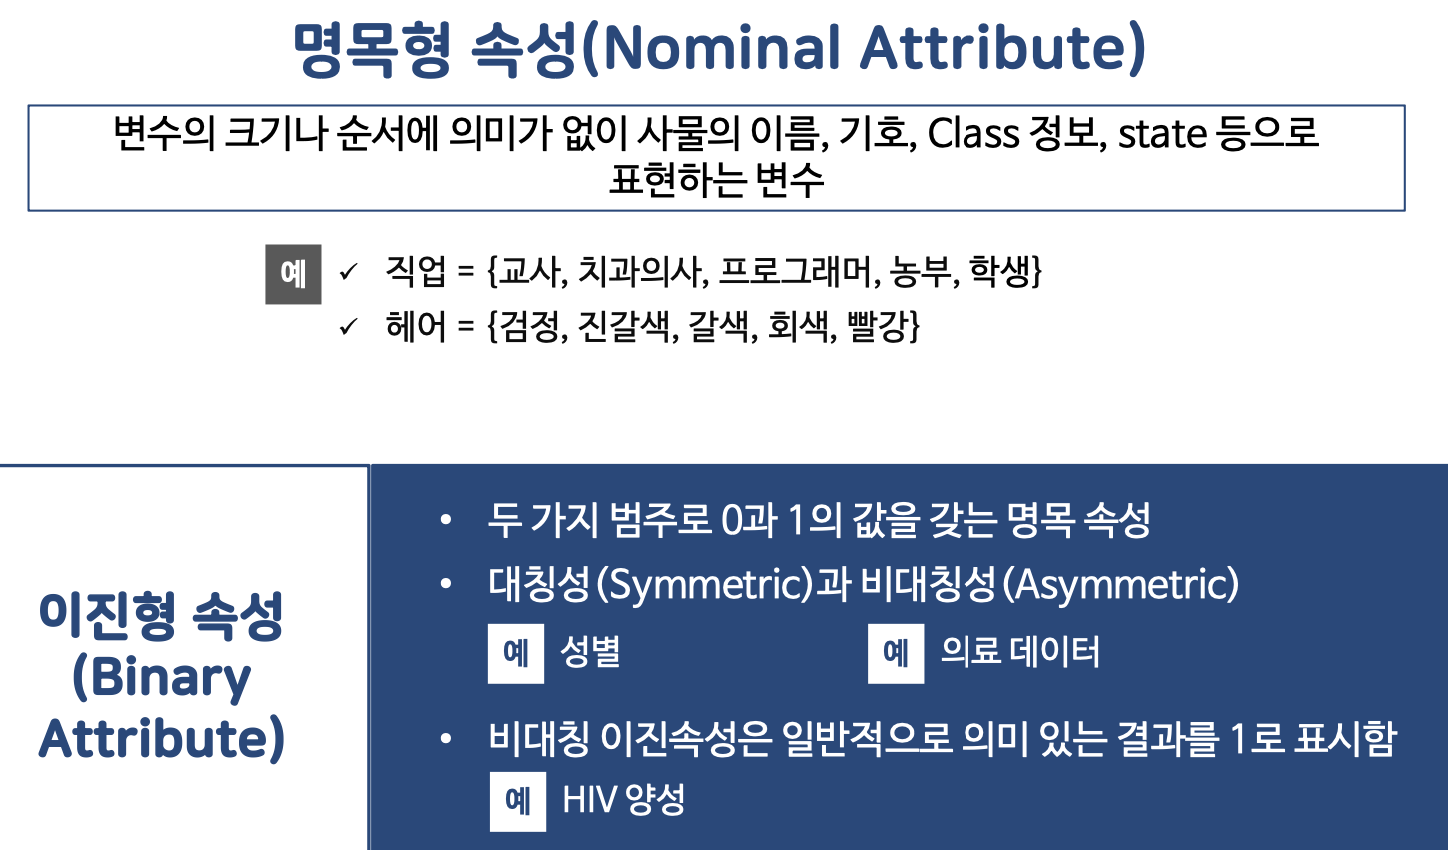 명목형 속성(Nominal Attribute)
변수의 크기나 순서에 의미가 없이 사물의 이름, 기호, Class 정보, state 등으로
표현하는 변수
예 ✓ 직업 = {교사, 치과의사, 프로그래머, 농부, 학생}
✓ 헤어 = {검정, 진갈색, 갈색, 회색, 빨강}
이진형 속성
(Binary
Attribute)
• 두 가지 범주로 0과 1의 값을 갖는 명목 속성
• 대칭성(Symmetric)과 비대칭성(Asymmetric)
예 성별 예 의료 데이터
• 비대칭 이진속성은 일반적으로 의미 있는 결과를 1로 표시함
예 HIV 양성